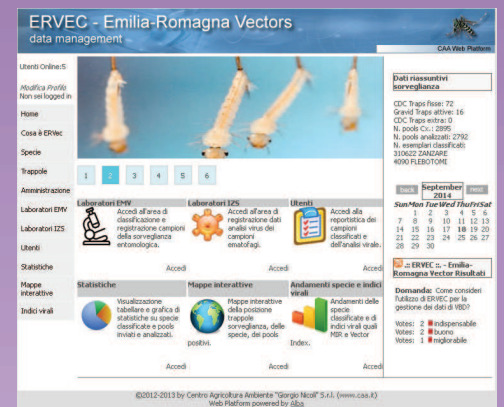 ERVEC - Emilia-Romagna Vectors
data management
CAA Web Platform
Utenti Online:5
Modifica Profilo
Non sei logged in
Home
Cosa è ERVec
Specie
Trappole
Amministrazione
Laboratori EMV
Laboratori IZS
Utenti
Statistiche
Mappe
interattive
Indici virali
1 2 3 4 5 6
Laboratori EMV
Accedi all'area di
classificazione e
registrazione campioni
della sorveglianza
entomologica.
Accedi
Laboratori IZS
Accedi all'area di
registrazione dati
analisi virus dei
campioni
ematofagi.
Accedi
Utenti
Accedi alla
reportistica dei
campioni
classificati e
dell'analisi virale.
Accedi
Statistiche
Visualizzazione
tabellare e grafica di
statistiche su specie
classificate e pools
inviati e analizzati.
Accedi
Mappe interattive
Mappe interattive
della posizione
trappole
sorveglianza, delle
specie, dei pools
positivi.
Accedi
Andamenti specie e indici
virali
Andamenti delle
specie
classificate e di
indici virali quali
MIR e Vector
Index.
Accedi
Dati riassuntivi
sorveglianza
CDC Traps fisse: 72
Gravid Traps attive: 16
CDC Traps extra: 0
N. pools Cx.: 2895
N. pools analizzati: 2792
N. esemplari classificati:
310622 ZANZARE
4090 FLEBOTOMI
back September next
2014
Sun Mon Tue Wed Thu Fri Sat
1 2 3 4 5 6
7 8 9 10 11 12 13
14 15 16 17 18 19 20
21 22 23 24 25 26 27
28 29 30
.:: ERVEC ::. - Emilia-
Romagna Vector Risultati
Domanda: Come consideri
l'utilizzo di ERVEC per la
gestione dei dati di VBD?
Votes: 2 indispensabile
Votes: 2 buono
Votes: 1 migliorabile
©2012-2013 by Centro Agricoltura Ambiente "Giorgio Nicoli" S.r.l. (www.caa.it)
Web Platform powered by Alba